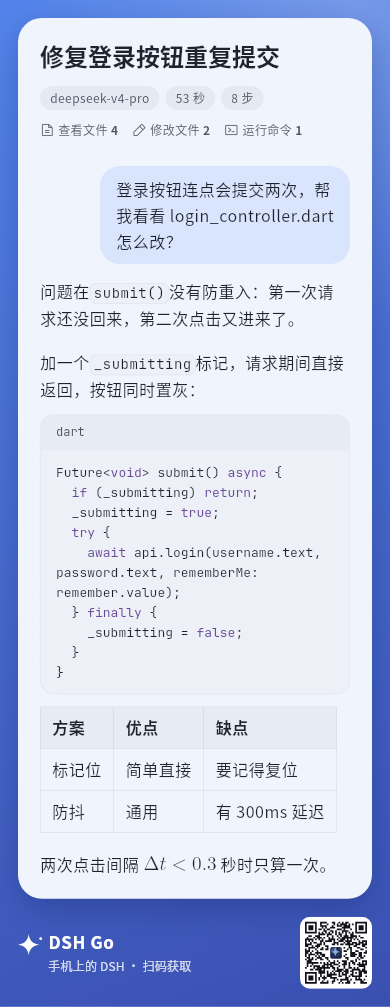 修复登录按钮重复提交
deepseek-v4-pro 53 秒 8 步
查看文件 4 修改文件 2 运行命令 1
登录按钮连点会提交两次，帮
我看看 login_controller.dart
怎么改？
问题在 submit() 没有防重入：第一次请
求还没回来，第二次点击又进来了。
加一个 _submitting 标记，请求期间直接
返回，按钮同时置灰：
dart
Future<void> submit() async {
  if (_submitting) return;
  _submitting = true;
  try {
    await api.login(username.text,
password.text, rememberMe:
remember.value);
  } finally {
    _submitting = false;
  }
}
方案 优点 缺点
标记位 简单直接 要记得复位
防抖 通用 有 300ms 延迟
两次点击间隔 Δt < 0.3 秒时只算一次。
DSH Go
手机上的 DSH · 扫码获取